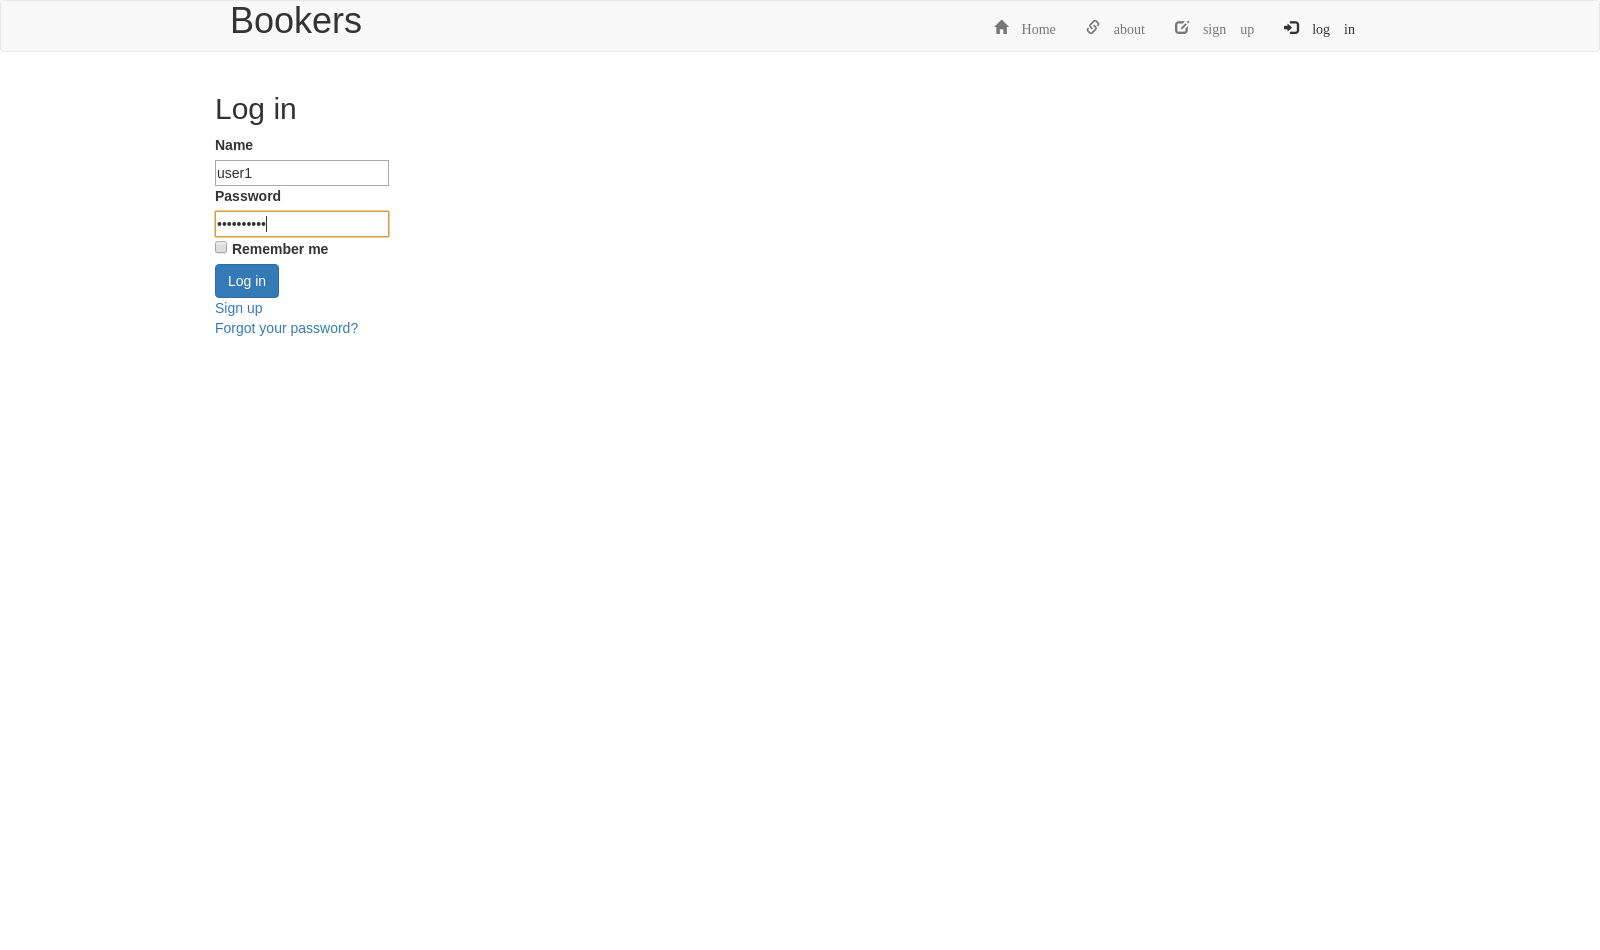 Bookers
Home about sign up log in
Log in
Name
user1
Password
••••••••••
Remember me
Log in
Sign up
Forgot your password?